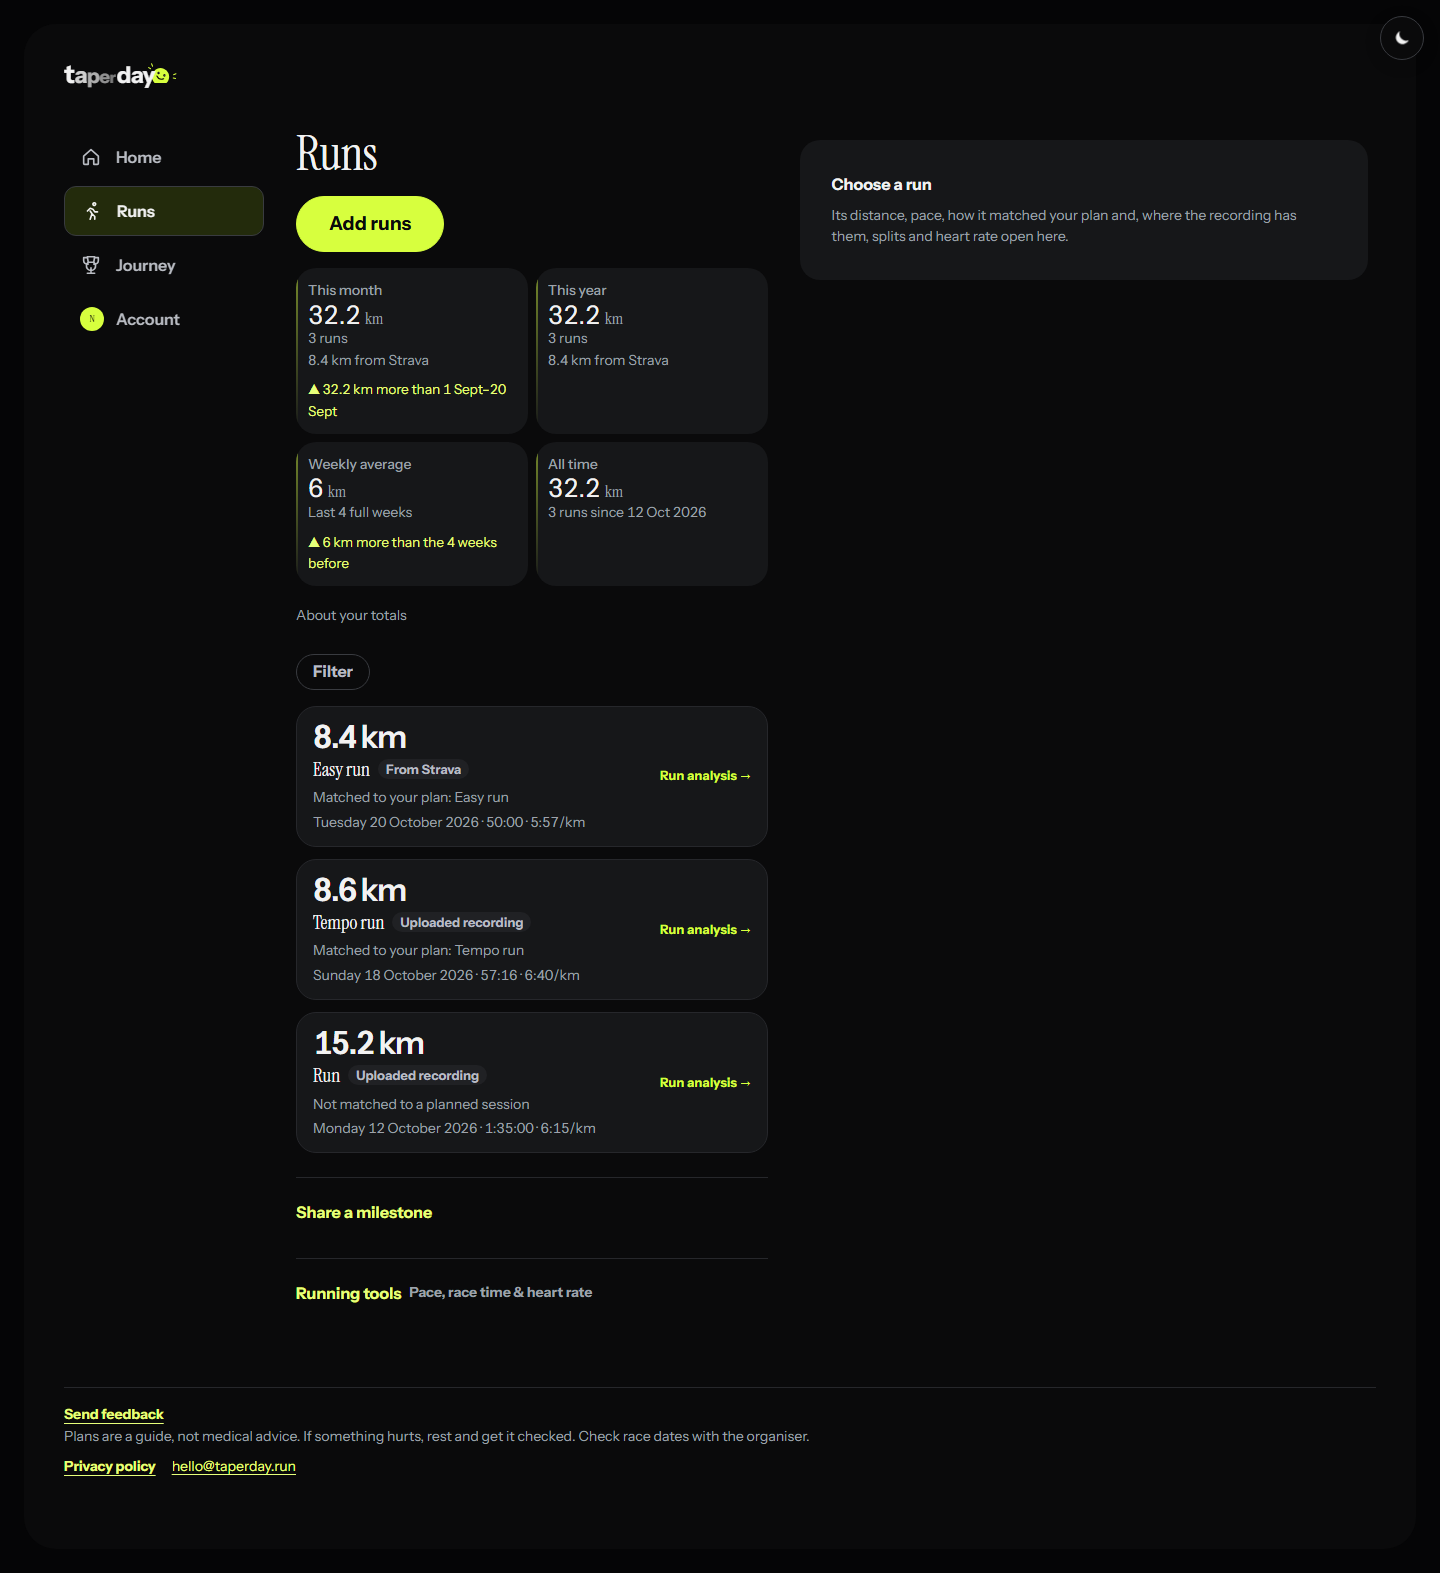 taperday
Home
Runs
Journey
N
Account
Runs
Add runs
This month
32.2 km
3 runs
8.4 km from Strava
▲ 32.2 km more than 1 Sept–20
Sept
This year
32.2 km
3 runs
8.4 km from Strava
Weekly average
6 km
Last 4 full weeks
▲ 6 km more than the 4 weeks
before
All time
32.2 km
3 runs since 12 Oct 2026
About your totals
Filter
8.4 km
Easy run From Strava
Run analysis →
Matched to your plan: Easy run
Tuesday 20 October 2026 · 50:00 · 5:57/km
8.6 km
Tempo run Uploaded recording
Run analysis →
Matched to your plan: Tempo run
Sunday 18 October 2026 · 57:16 · 6:40/km
15.2 km
Run Uploaded recording
Run analysis →
Not matched to a planned session
Monday 12 October 2026 · 1:35:00 · 6:15/km
Share a milestone
Running tools Pace, race time & heart rate
Choose a run
Its distance, pace, how it matched your plan and, where the recording has
them, splits and heart rate open here.
Send feedback
Plans are a guide, not medical advice. If something hurts, rest and get it checked. Check race dates with the organiser.
Privacy policy hello@taperday.run